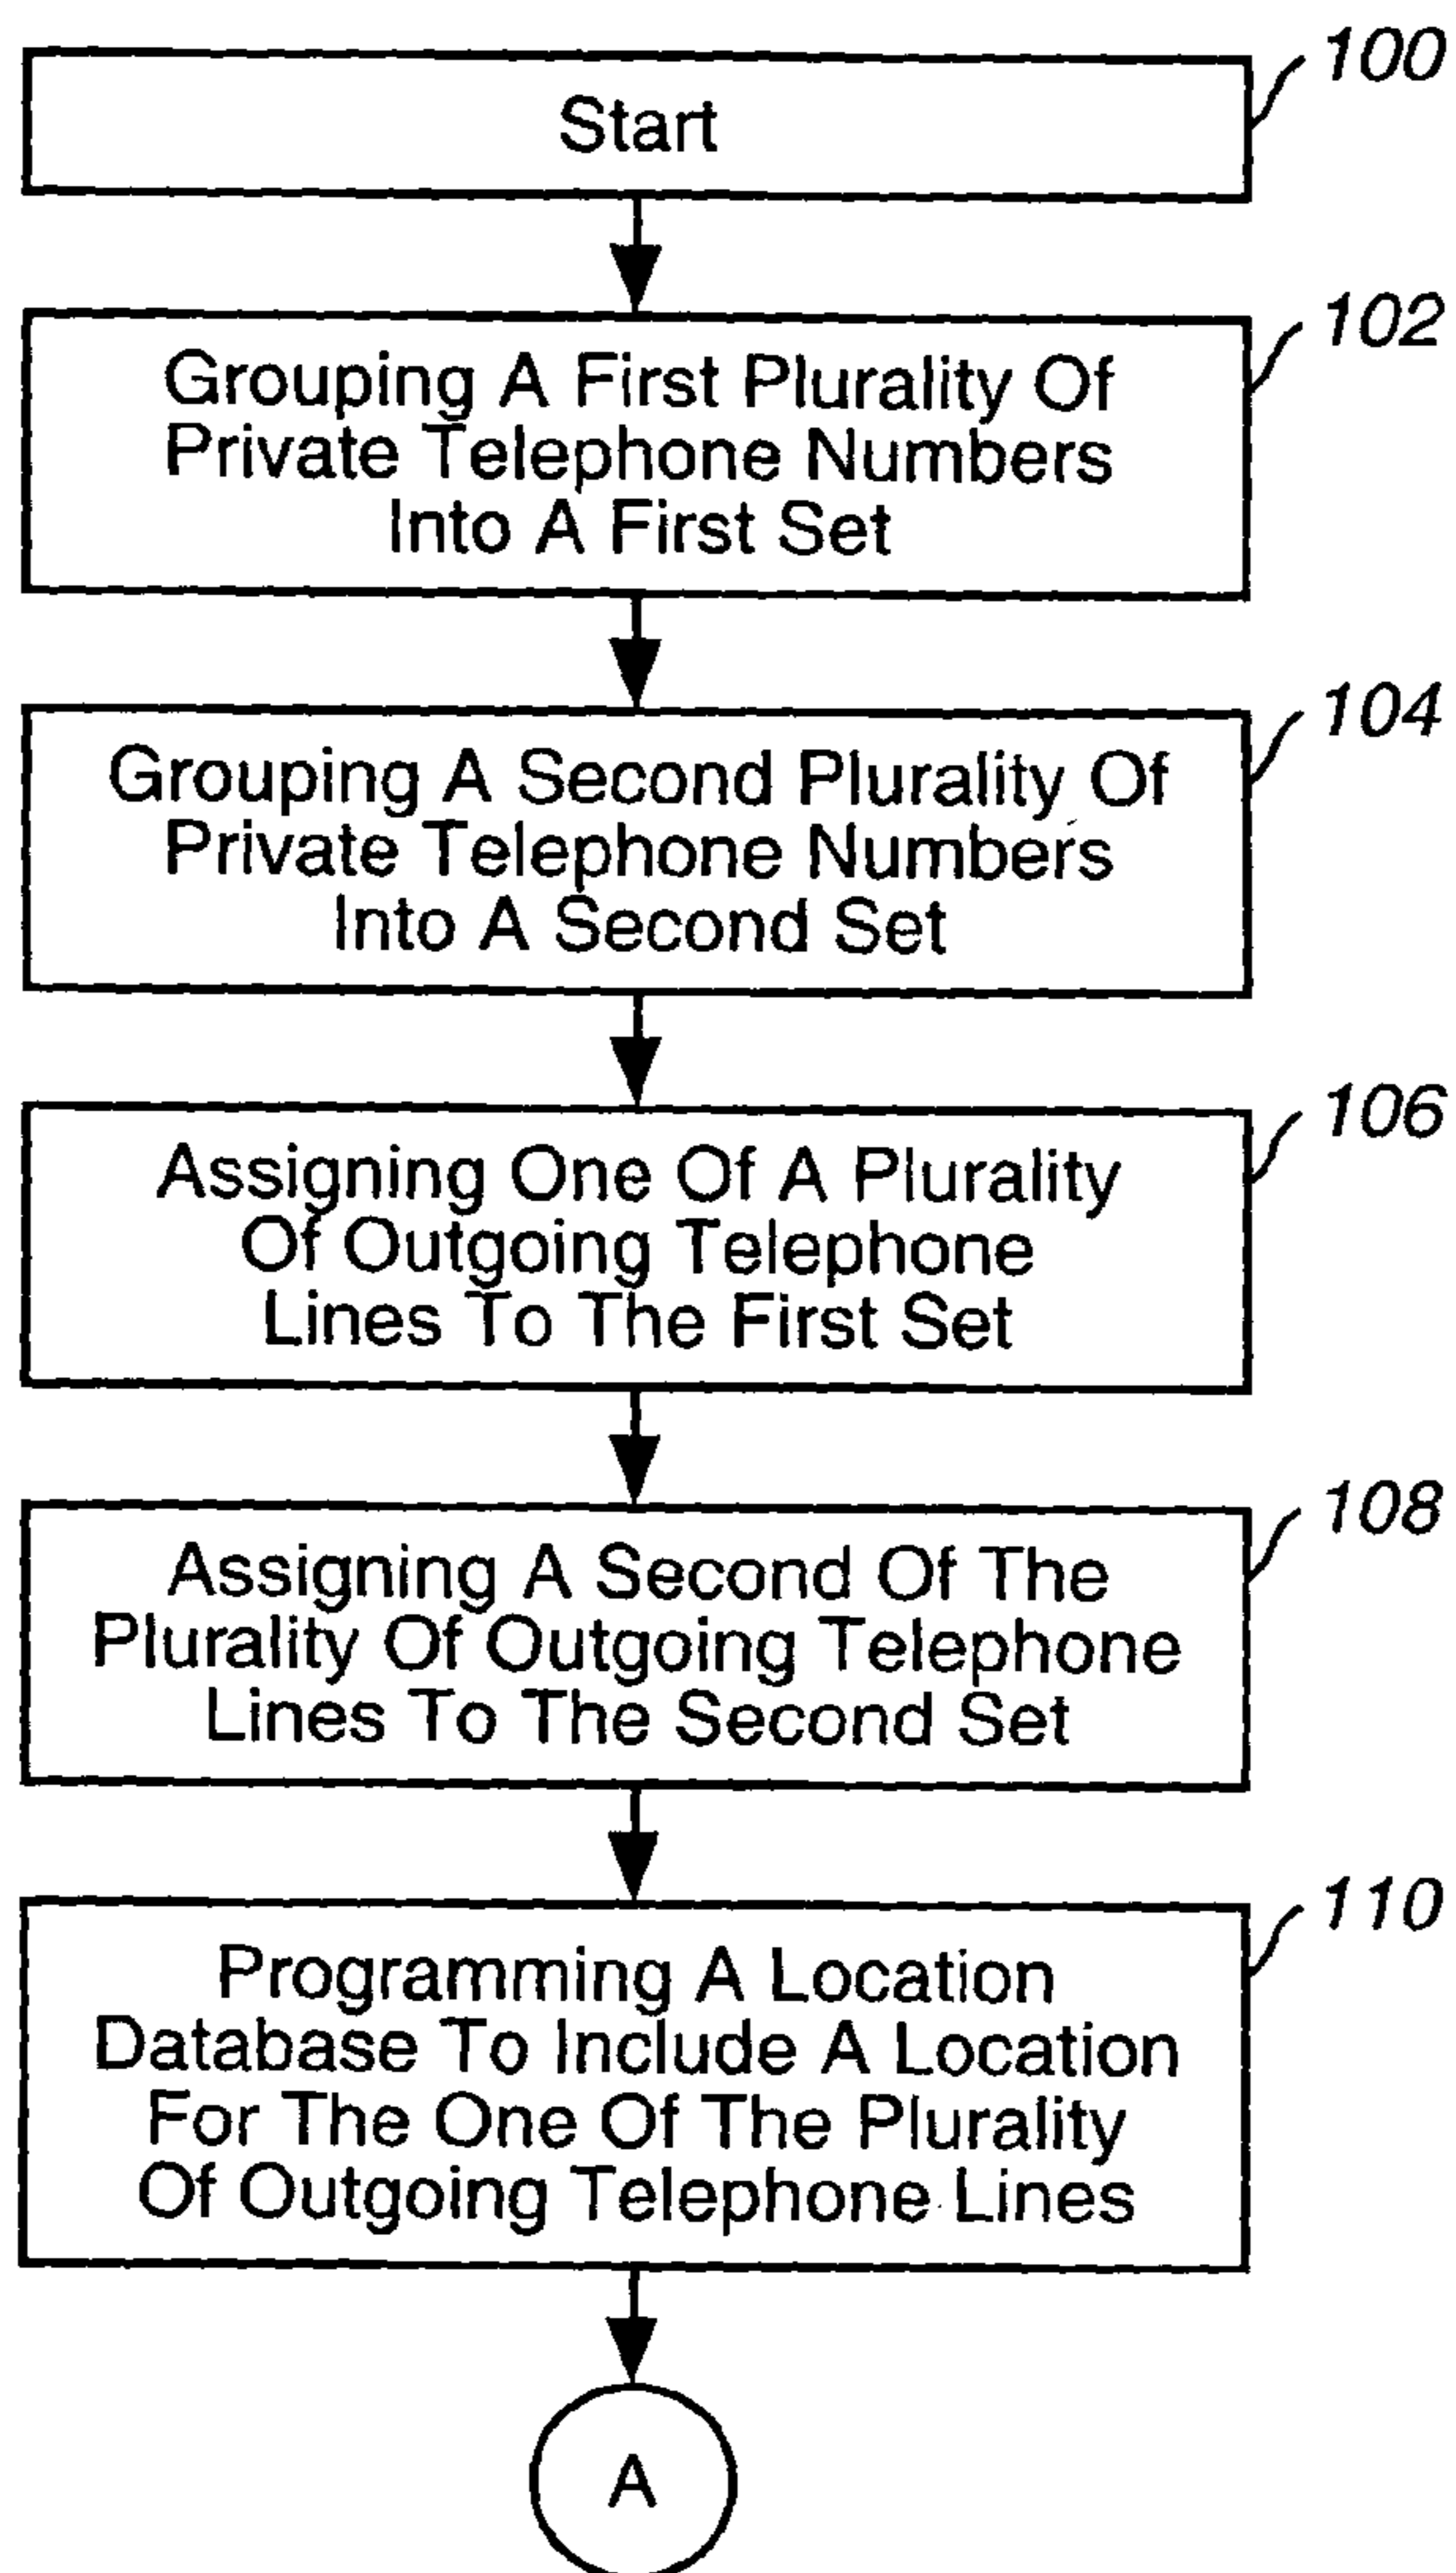 Start
100
Grouping A First Plurality Of
Private Telephone Numbers
Into A First Set
102
Grouping A Second Plurality Of
Private Telephone Numbers
Into A Second Set
104
Assigning One Of A Plurality
Of Outgoing Telephone
Lines To The First Set
106
Assigning A Second Of The
Plurality Of Outgoing Telephone
Lines To The Second Set
108
Programming A Location
Database To Include A Location
For The One Of The Plurality
Of Outgoing Telephone Lines
110
A